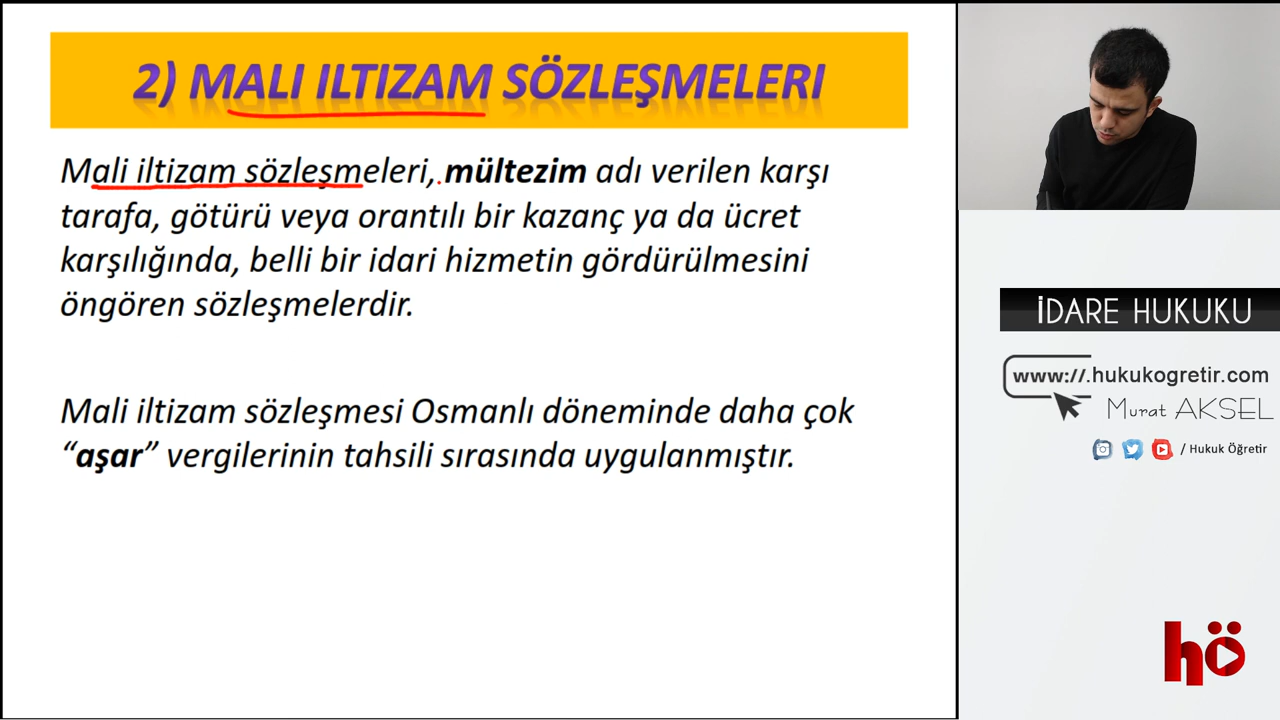 2) MALI ILTIZAM SÖZLEŞMELERI
Mali iltizam sözleşmeleri, mültezim adı verilen karşı
tarafa, götürü veya orantılı bir kazanç ya da ücret
karşılığında, belli bir idari hizmetin gördürülmesini
öngören sözleşmelerdir.
Mali iltizam sözleşmesi Osmanlı döneminde daha çok
“aşar” vergilerinin tahsili sırasında uygulanmıştır.
İDARE HUKUKU
www://.hukukogretir.com
Murat AKSEL
/ Hukuk Öğretir
hö